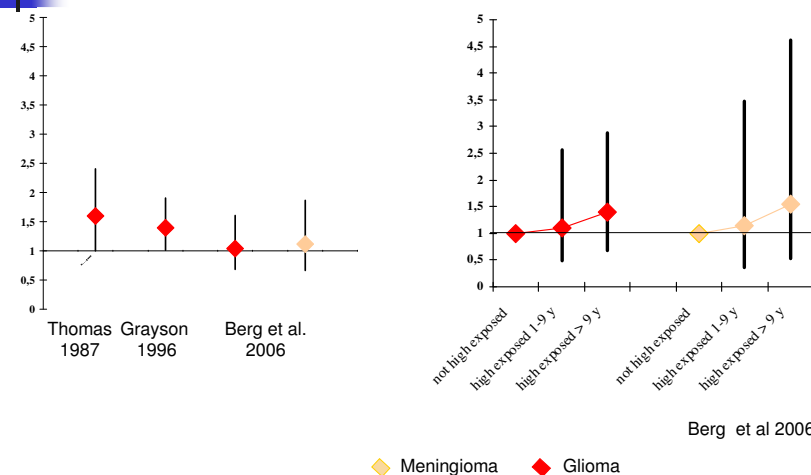 5
4,5
4
3,5
3
2,5
2
1,5
1
0,5
0
Thomas 1987
Grayson 1996
Berg et al. 2006
5
4,5
4
3,5
3
2,5
2
1,5
1
0,5
0
not high exposed
high exposed 1-9 y
high exposed > 9 y
not high exposed
high exposed 1-9 y
high exposed > 9 y
Berg et al 2006
Meningioma Glioma